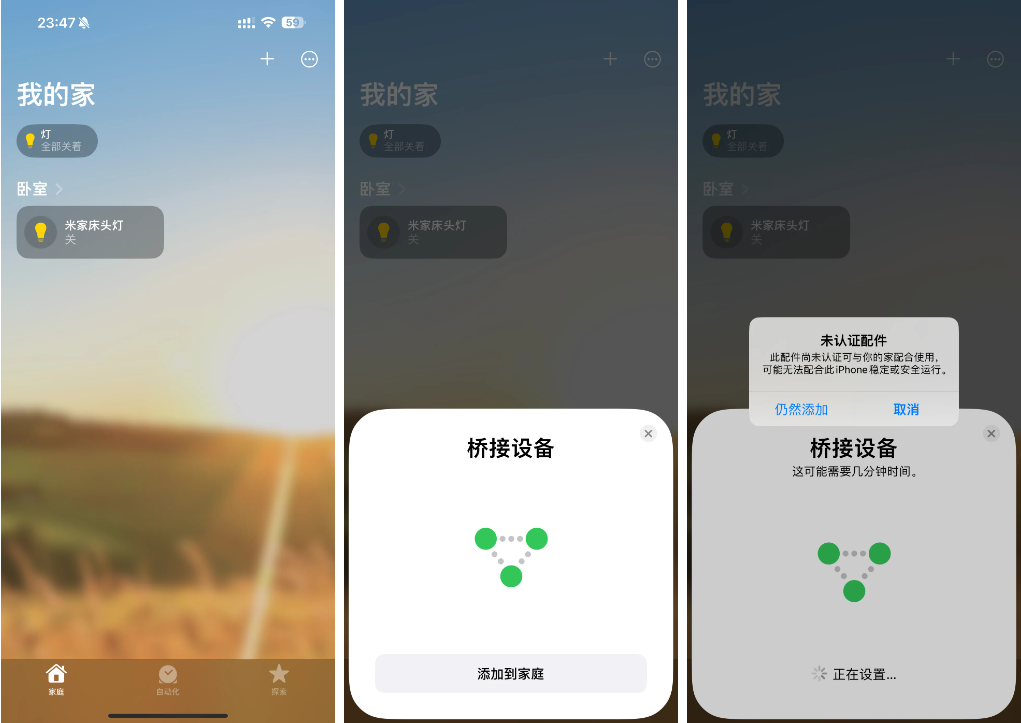 23:47
59
我的家
灯
全部关着
卧室
米家床头灯
关
家庭
自动化
探索
我的家
灯
全部关着
卧室
米家床头灯
关
桥接设备
添加到家庭
我的家
灯
全部关着
卧室
米家床头灯
关
未认证配件
此配件尚未认证可与你的家配合使用，
可能无法配合此 iPhone 稳定或安全运行。
仍然添加
取消
桥接设备
这可能需要几分钟时间。
正在设置...